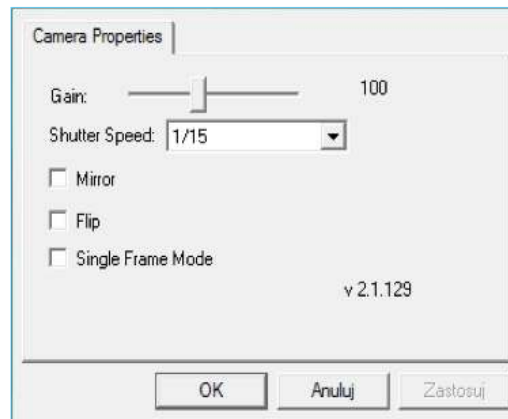 Camera Properties
Gain: 100
Shutter Speed: 1/15
Mirror
Flip
Single Frame Mode
v 2.1.129
OK Anuluj Zastosuj